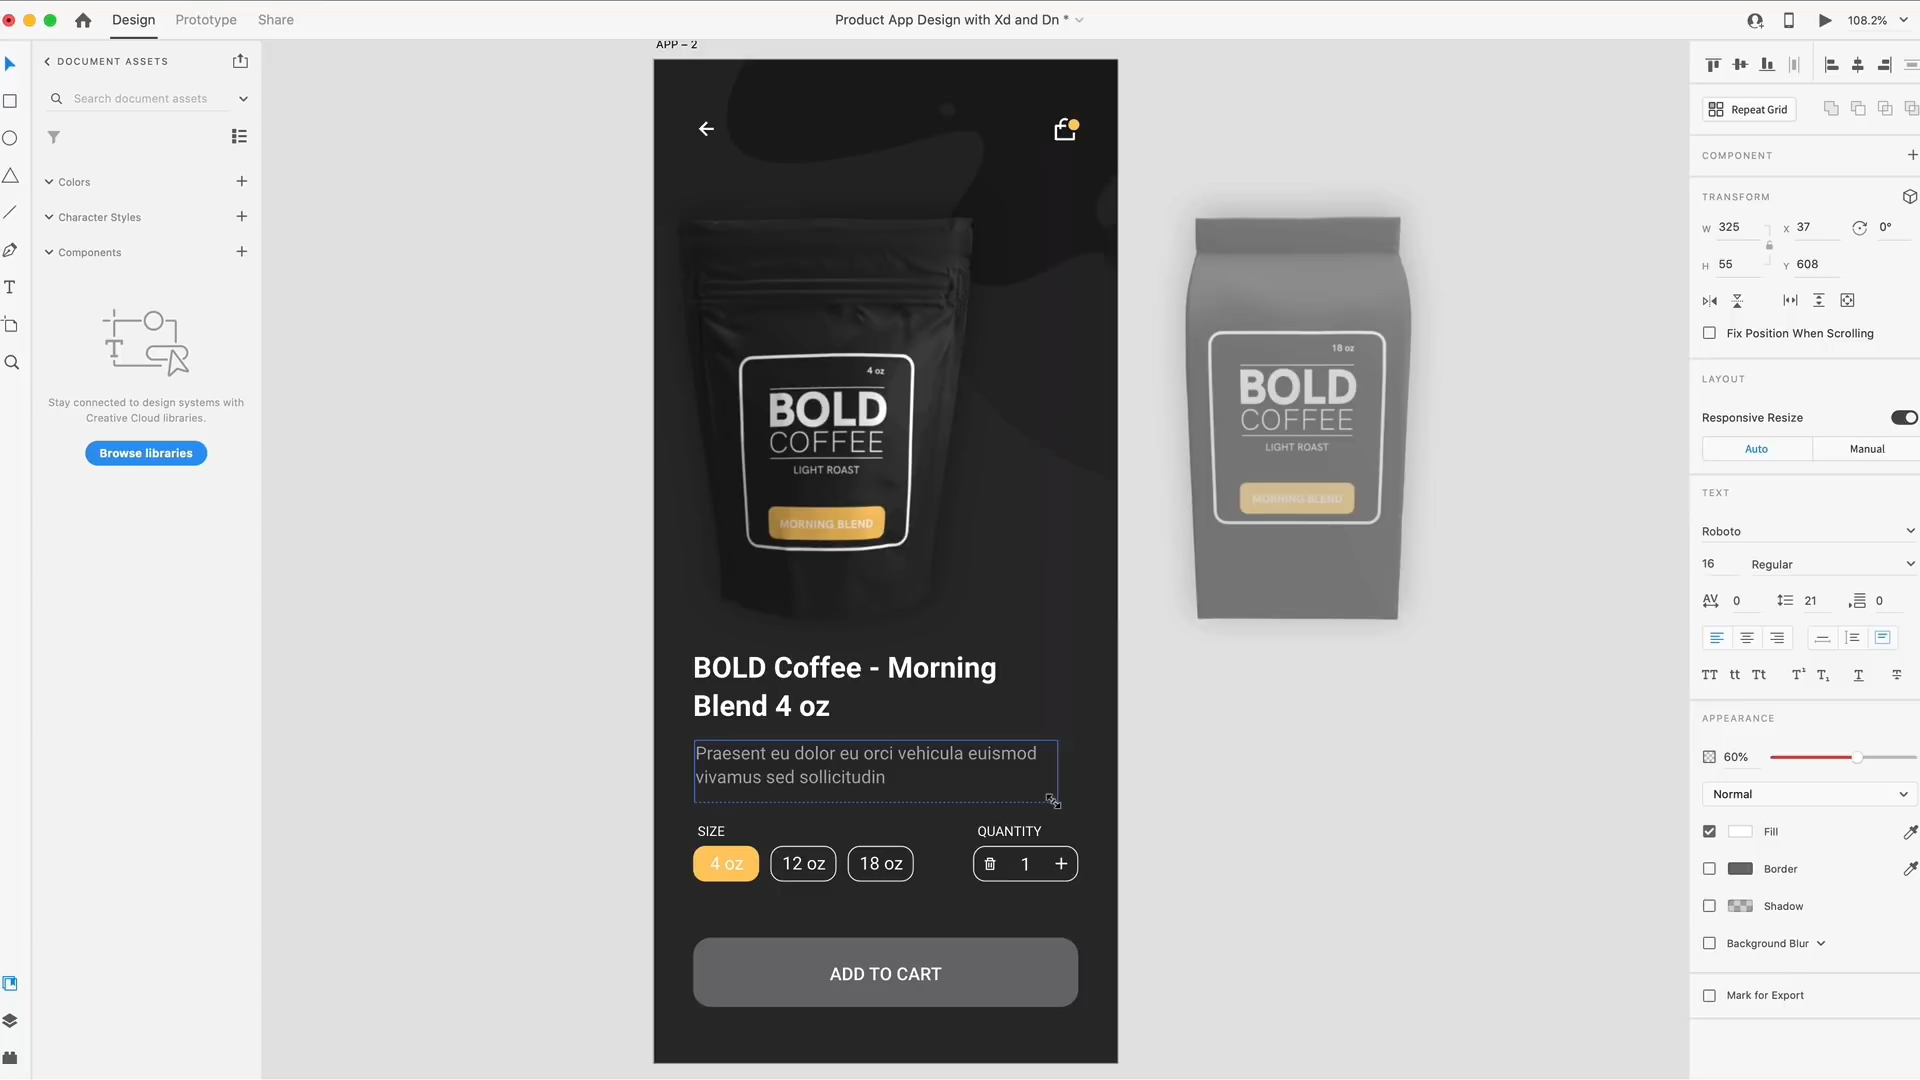 Design
Prototype
Share
Product App Design with Xd and Dn *
108.2%
DOCUMENT ASSETS
Search document assets
Colors
Character Styles
Components
Stay connected to design systems with
Creative Cloud libraries.
Browse libraries
APP – 2
4 oz
BOLD
COFFEE
LIGHT ROAST
MORNING BLEND
BOLD Coffee - Morning
Blend 4 oz
Praesent eu dolor eu orci vehicula euismod
vivamus sed sollicitudin
SIZE
QUANTITY
4 oz
12 oz
18 oz
1
ADD TO CART
18 oz
BOLD
COFFEE
LIGHT ROAST
MORNING BLEND
Repeat Grid
COMPONENT
TRANSFORM
W 325
X 37
0°
H 55
Y 608
Fix Position When Scrolling
LAYOUT
Responsive Resize
Auto
Manual
TEXT
Roboto
16
Regular
0
21
0
APPEARANCE
60%
Normal
Fill
Border
Shadow
Background Blur
Mark for Export